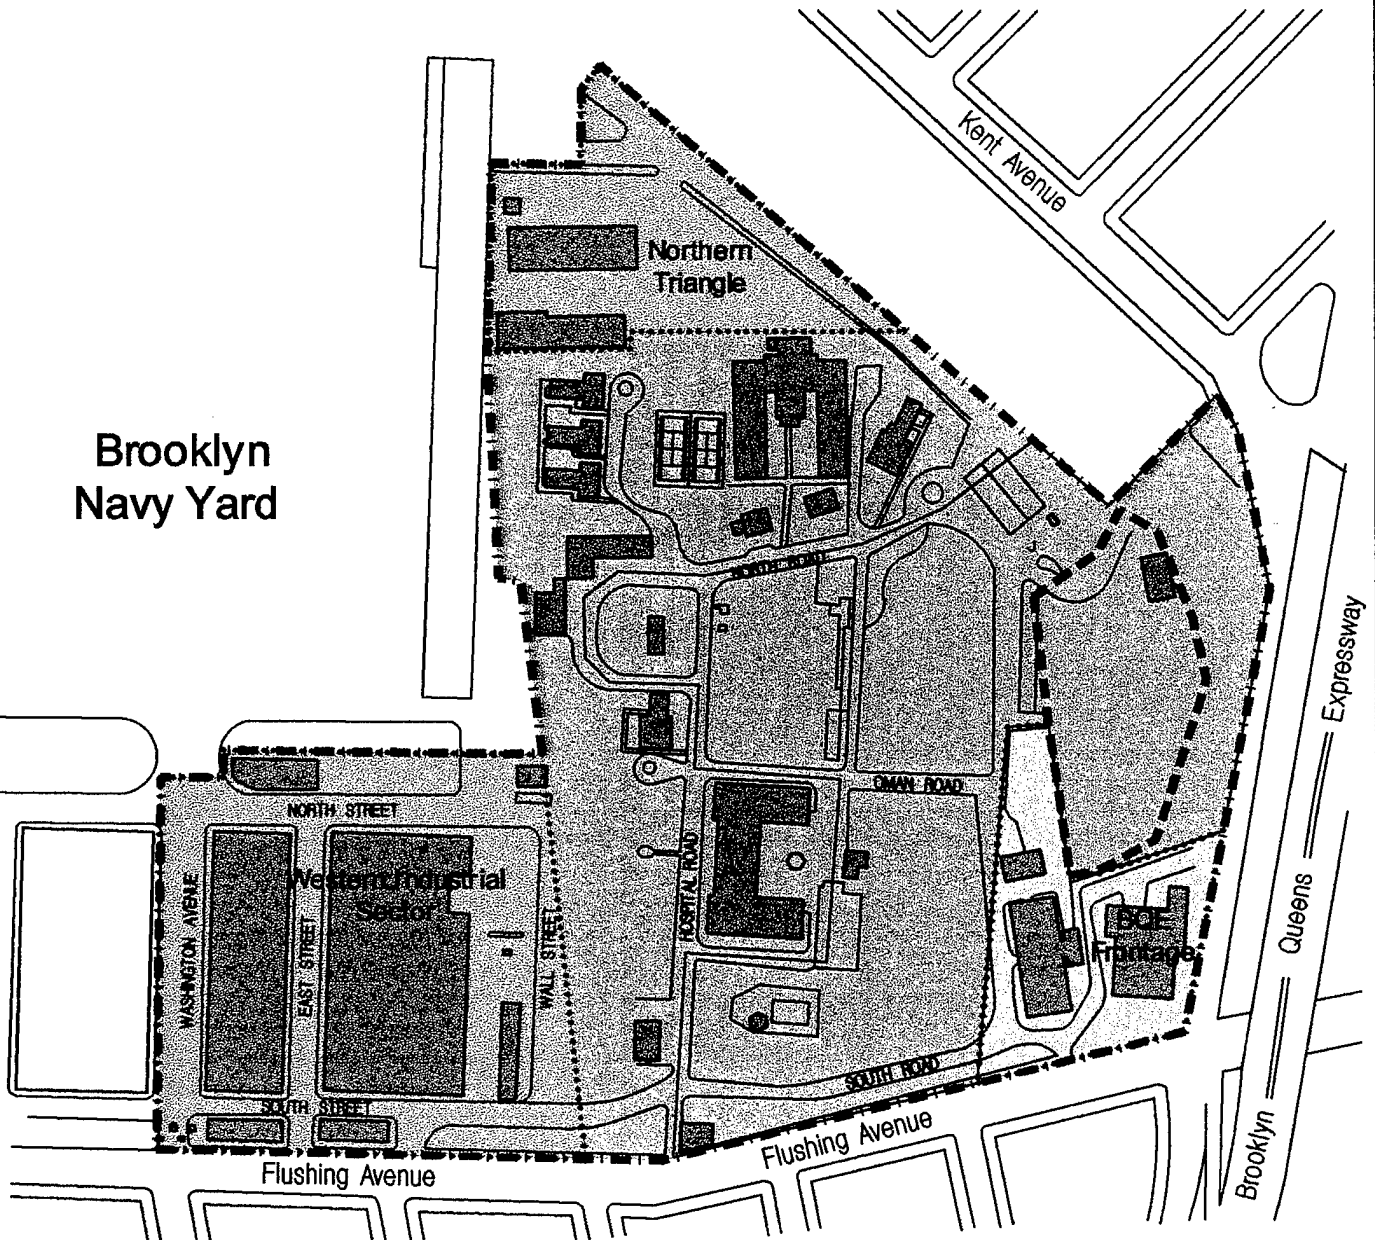 Kent Avenue
Northern
Triangle
Brooklyn
Navy Yard
NORTH ROAD
Expressway
OMAN ROAD
NORTH STREET
Western Industrial
Sector
WASHINGTON AVENUE
EAST STREET
WALL STREET
HOSPITAL ROAD
BQE
Frontage
Queens
SOUTH ROAD
SOUTH STREET
Flushing Avenue
Flushing Avenue
Brooklyn